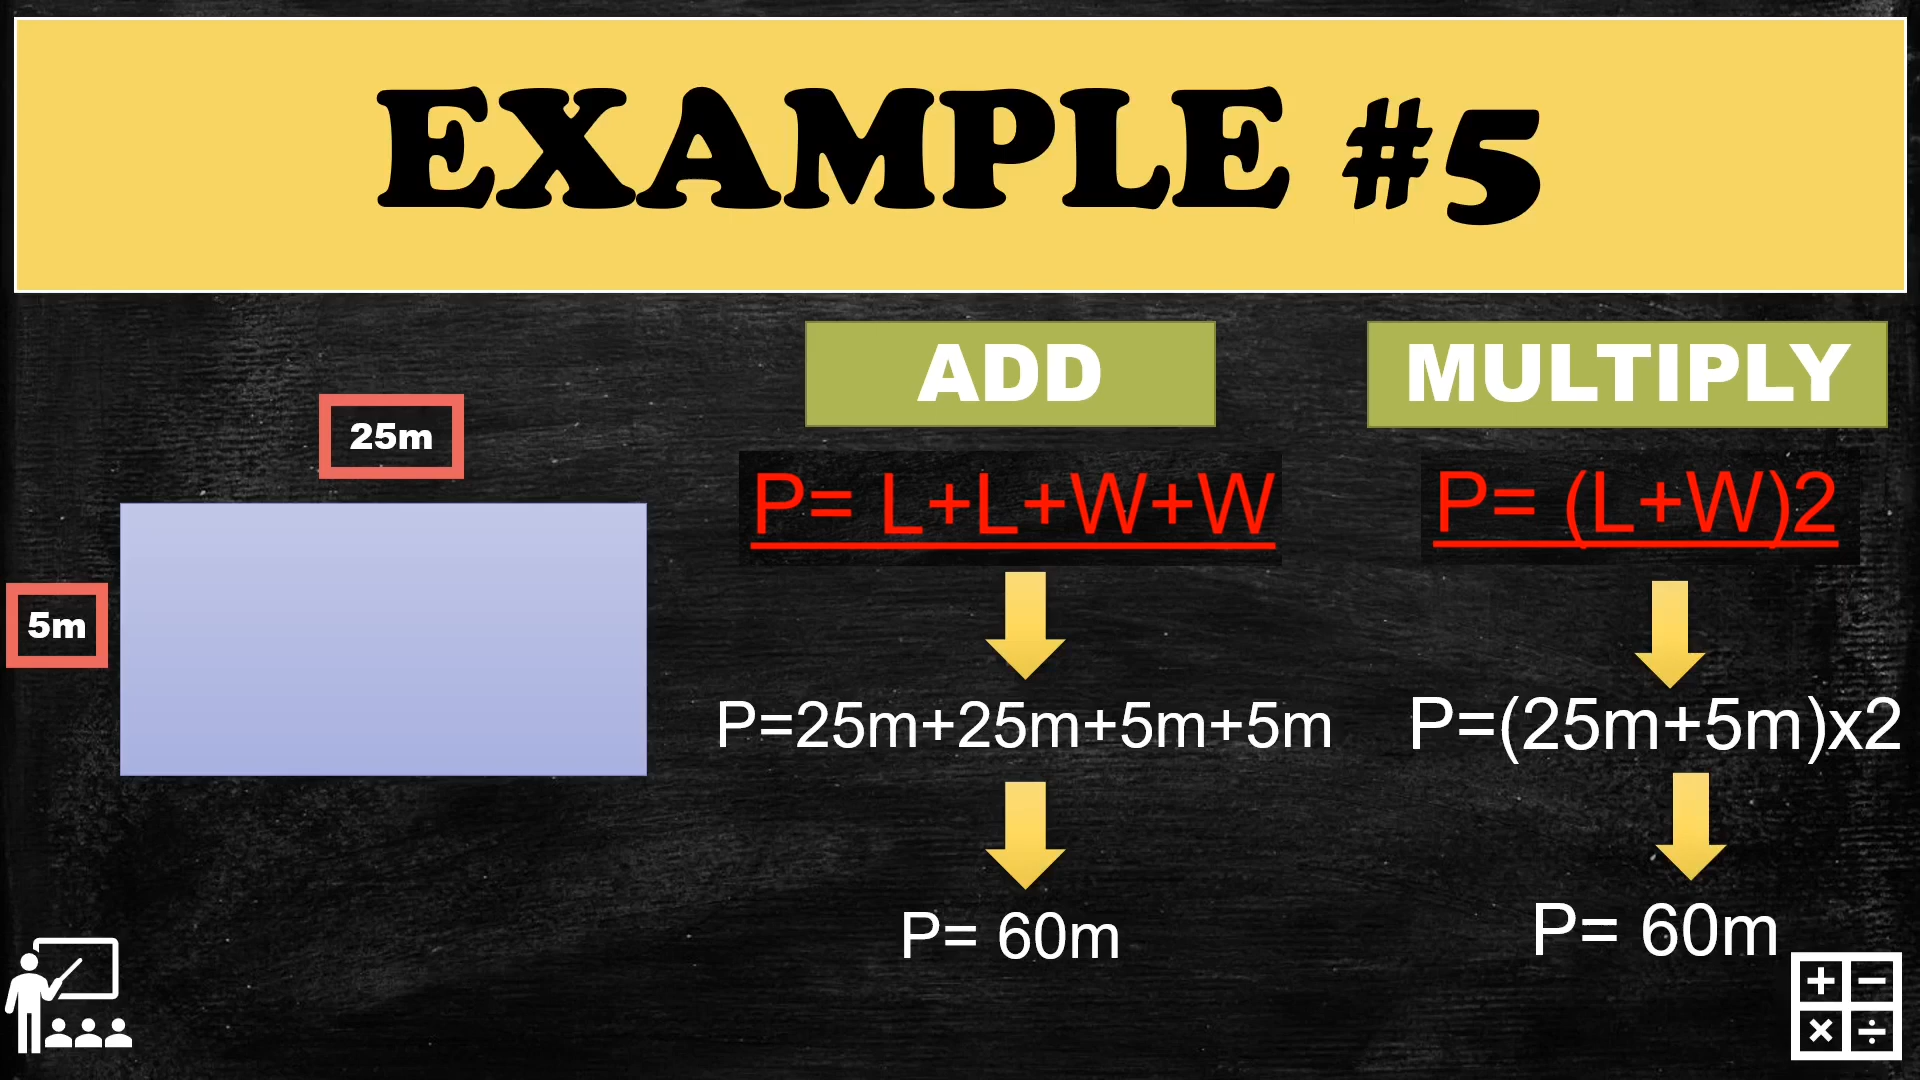 EXAMPLE #5
25m
5m
ADD
P= L+L+W+W
P=25m+25m+5m+5m
P= 60m
MULTIPLY
P= (L+W)2
P=(25m+5m)x2
P= 60m
+ −
× ÷